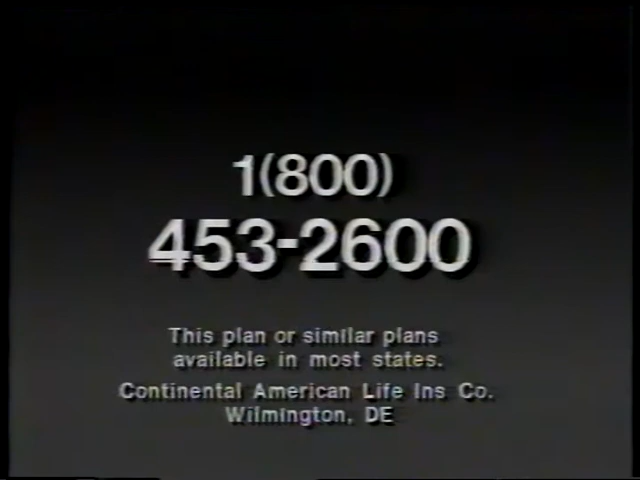 1(800)
453-2600
This plan or similar plans
available in most states.
Continental American Life Ins Co.
Wilmington, DE